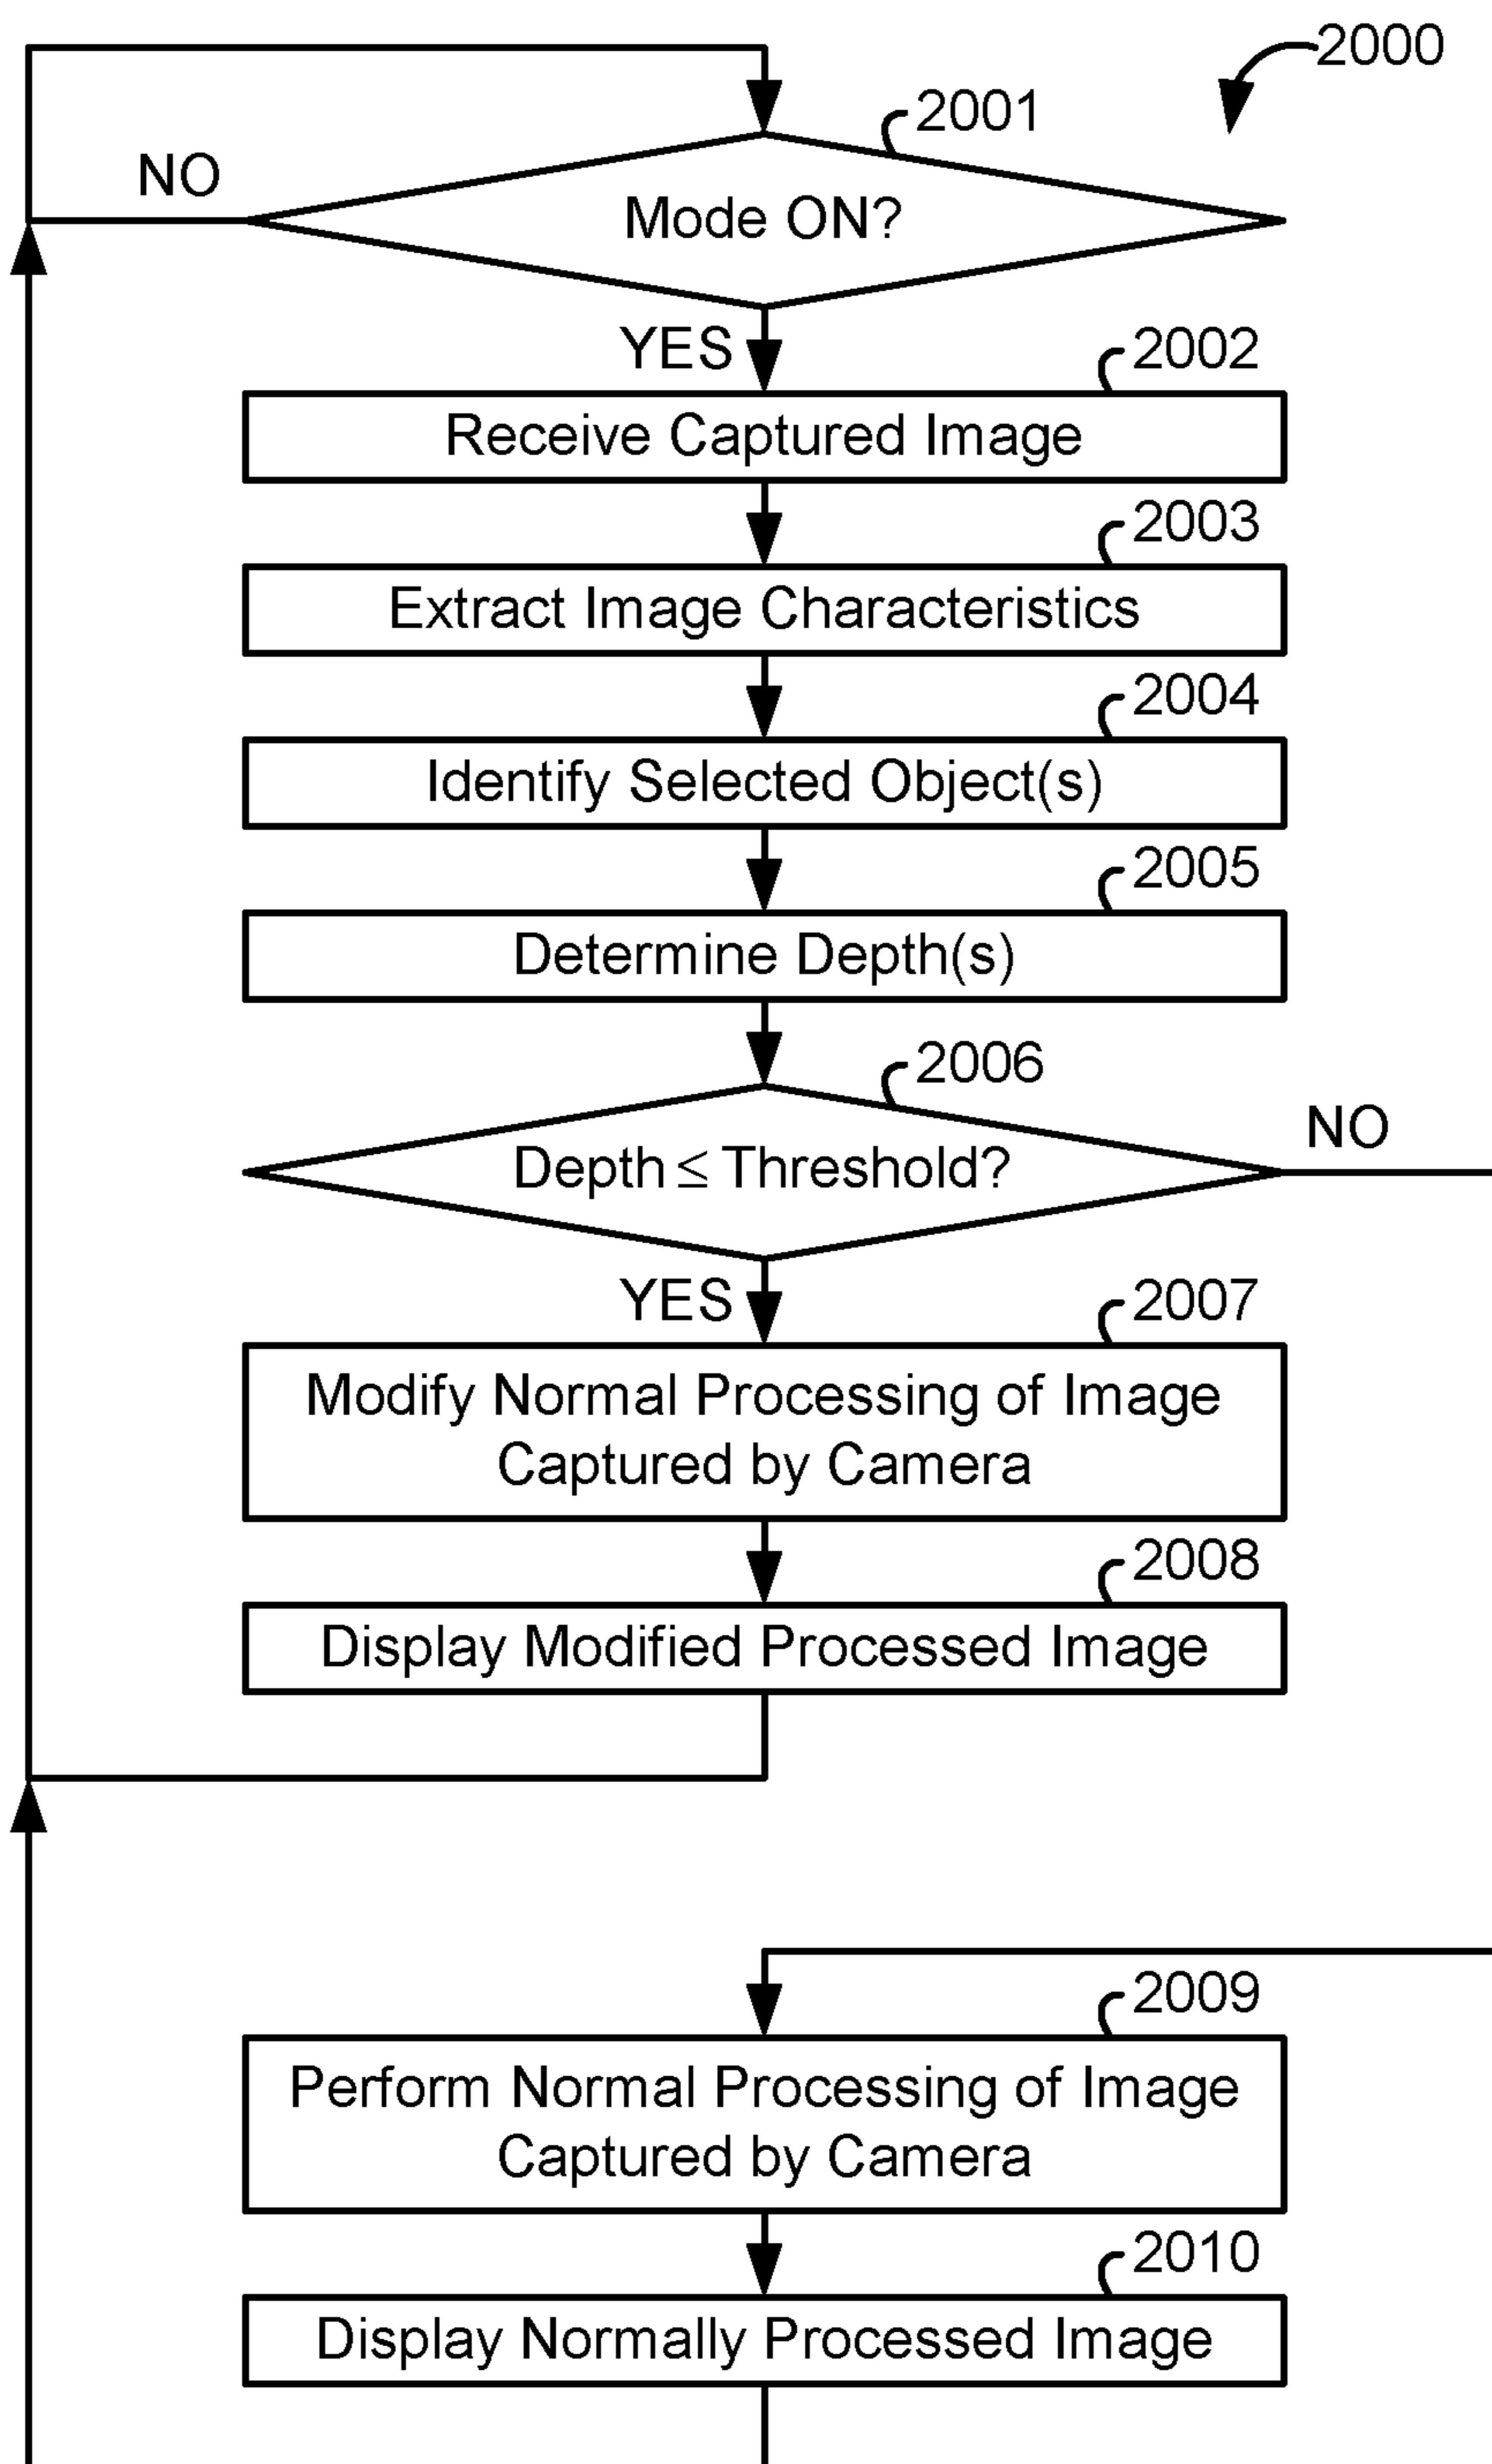 2000
2001
NO
Mode ON?
YES
2002
Receive Captured Image
2003
Extract Image Characteristics
2004
Identify Selected Object(s)
2005
Determine Depth(s)
2006
NO
Depth ≤ Threshold?
YES
2007
Modify Normal Processing of Image
Captured by Camera
2008
Display Modified Processed Image
2009
Perform Normal Processing of Image
Captured by Camera
2010
Display Normally Processed Image